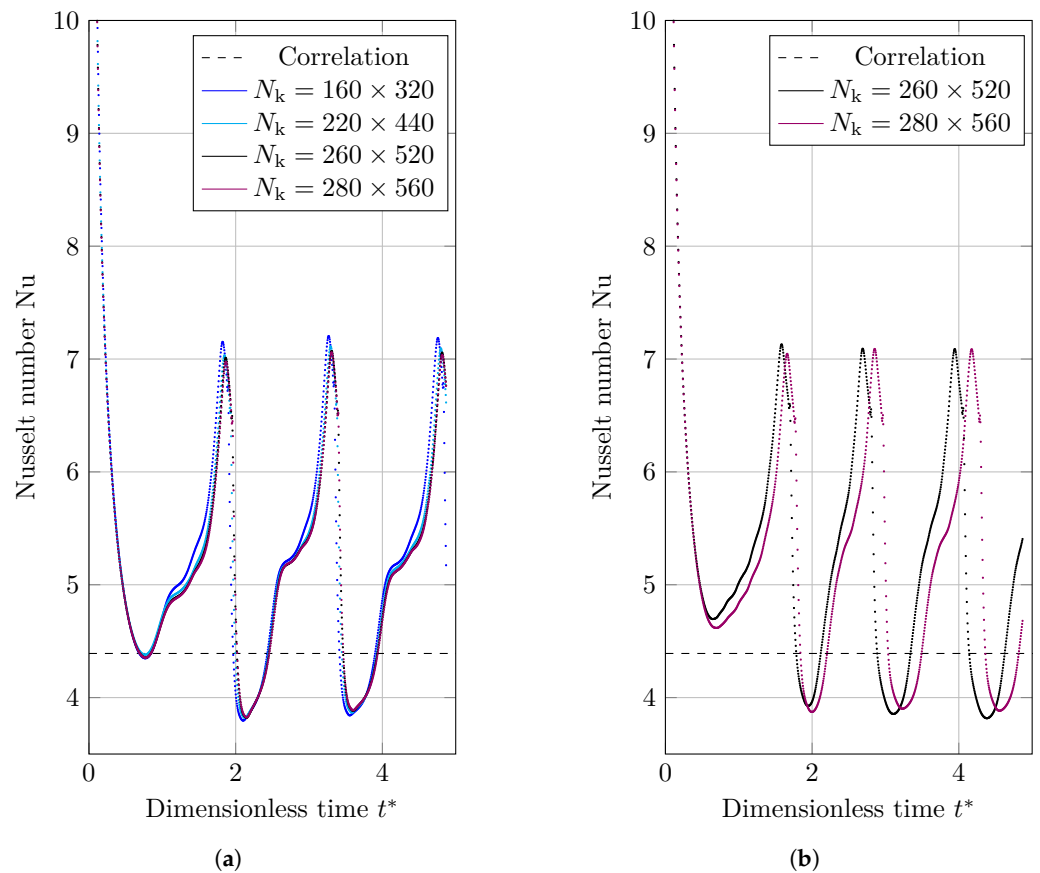 10
9
8
7
6
5
4
0
2
4
Nusselt number Nu
Dimensionless time t*
Correlation
N_k = 160 × 320
N_k = 220 × 440
N_k = 260 × 520
N_k = 280 × 560
(a)
10
9
8
7
6
5
4
0
2
4
Nusselt number Nu
Dimensionless time t*
Correlation
N_k = 260 × 520
N_k = 280 × 560
(b)